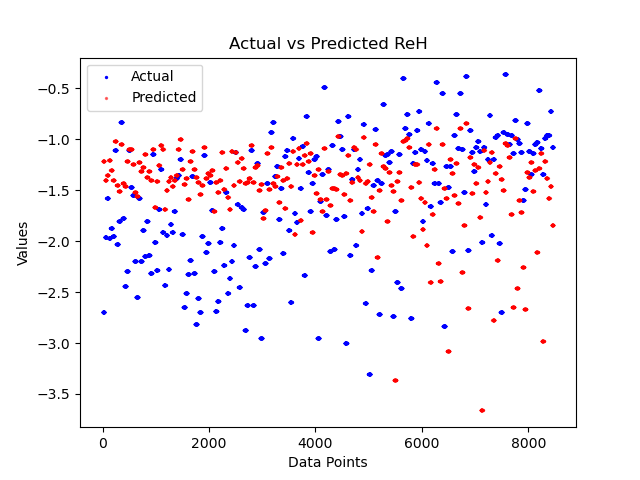 Actual vs Predicted ReH
Actual
Predicted
−0.5
−1.0
−1.5
−2.0
−2.5
−3.0
−3.5
Values
0 2000 4000 6000 8000
Data Points